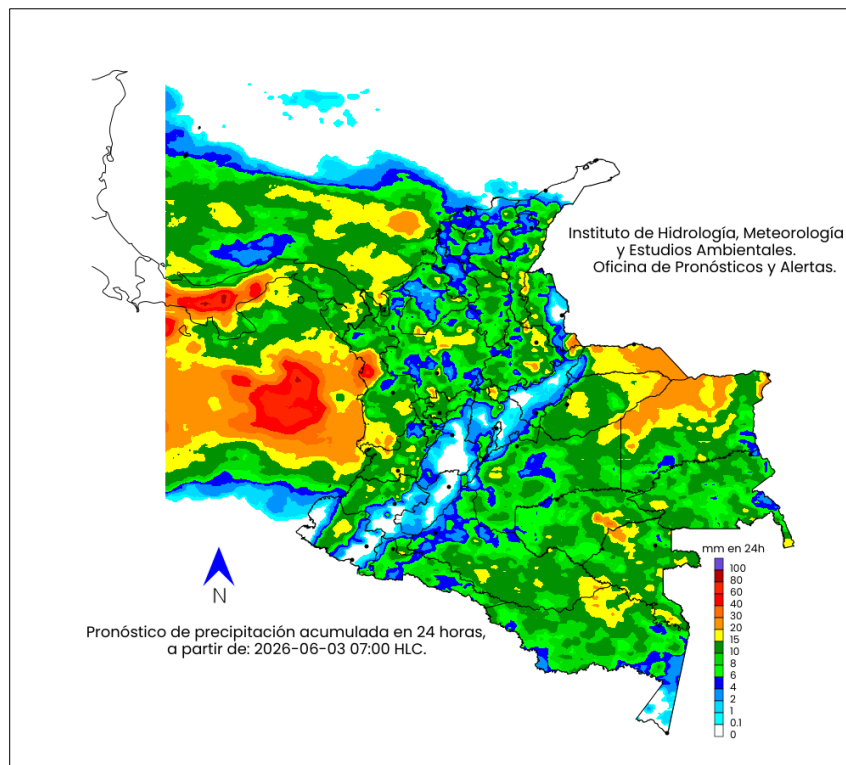 Instituto de Hidrología, Meteorología
y Estudios Ambientales.
Oficina de Pronósticos y Alertas.
mm en 24h
100
80
60
40
30
20
15
10
8
6
4
2
1
0.1
0
N
Pronóstico de precipitación acumulada en 24 horas,
a partir de: 2026-06-03 07:00 HLC.